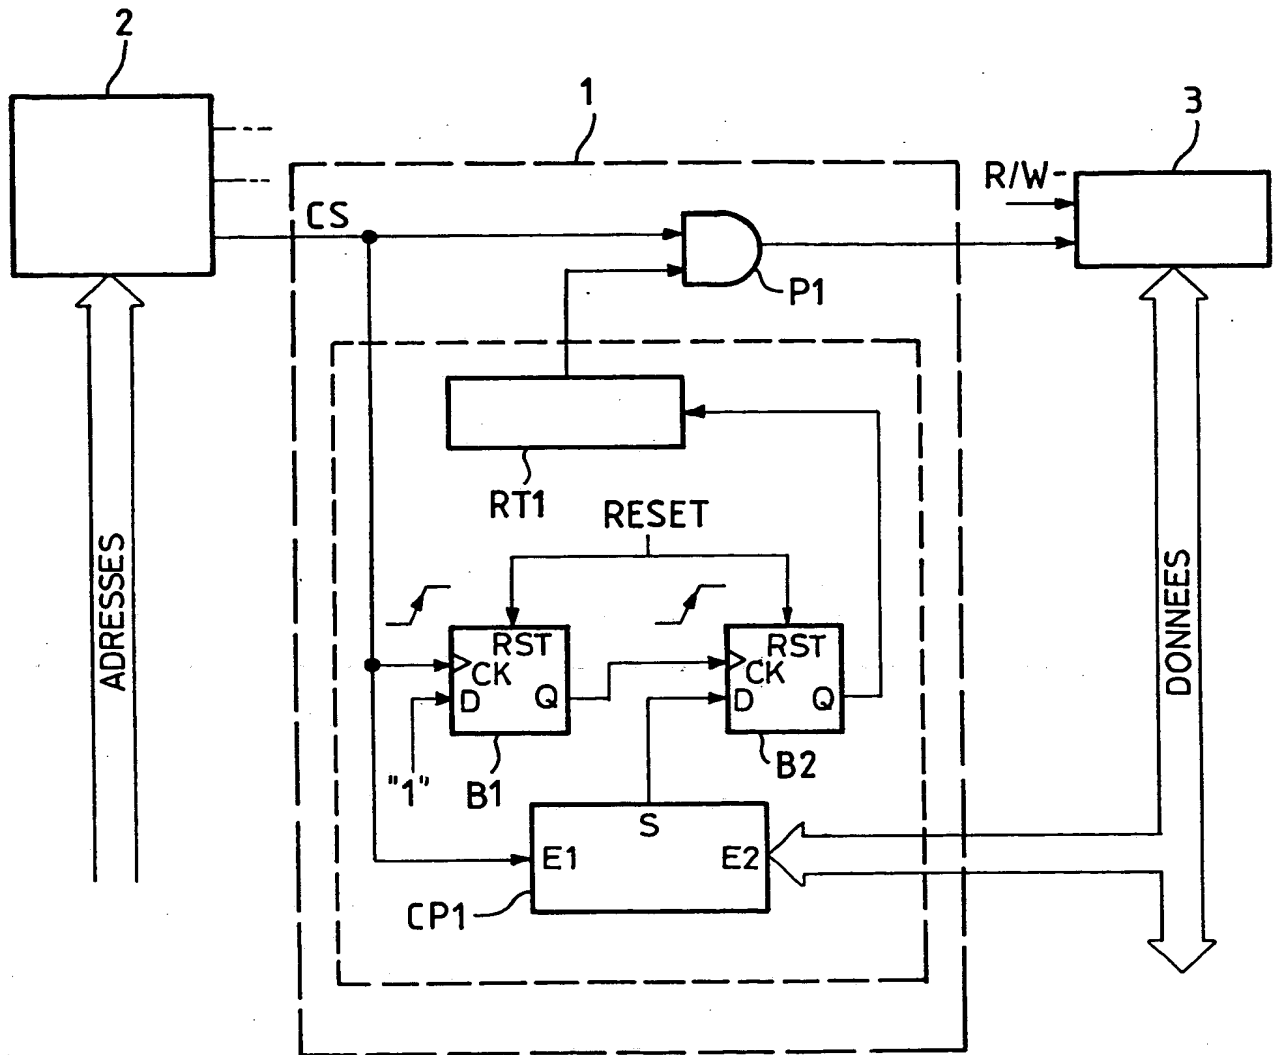 2
1
3
R/W-
CS
P1
RT1
RESET
ADRESSES
DONNEES
RST
CK
D
Q
RST
CK
D
Q
"1"
B1
B2
S
E1
E2
CP1